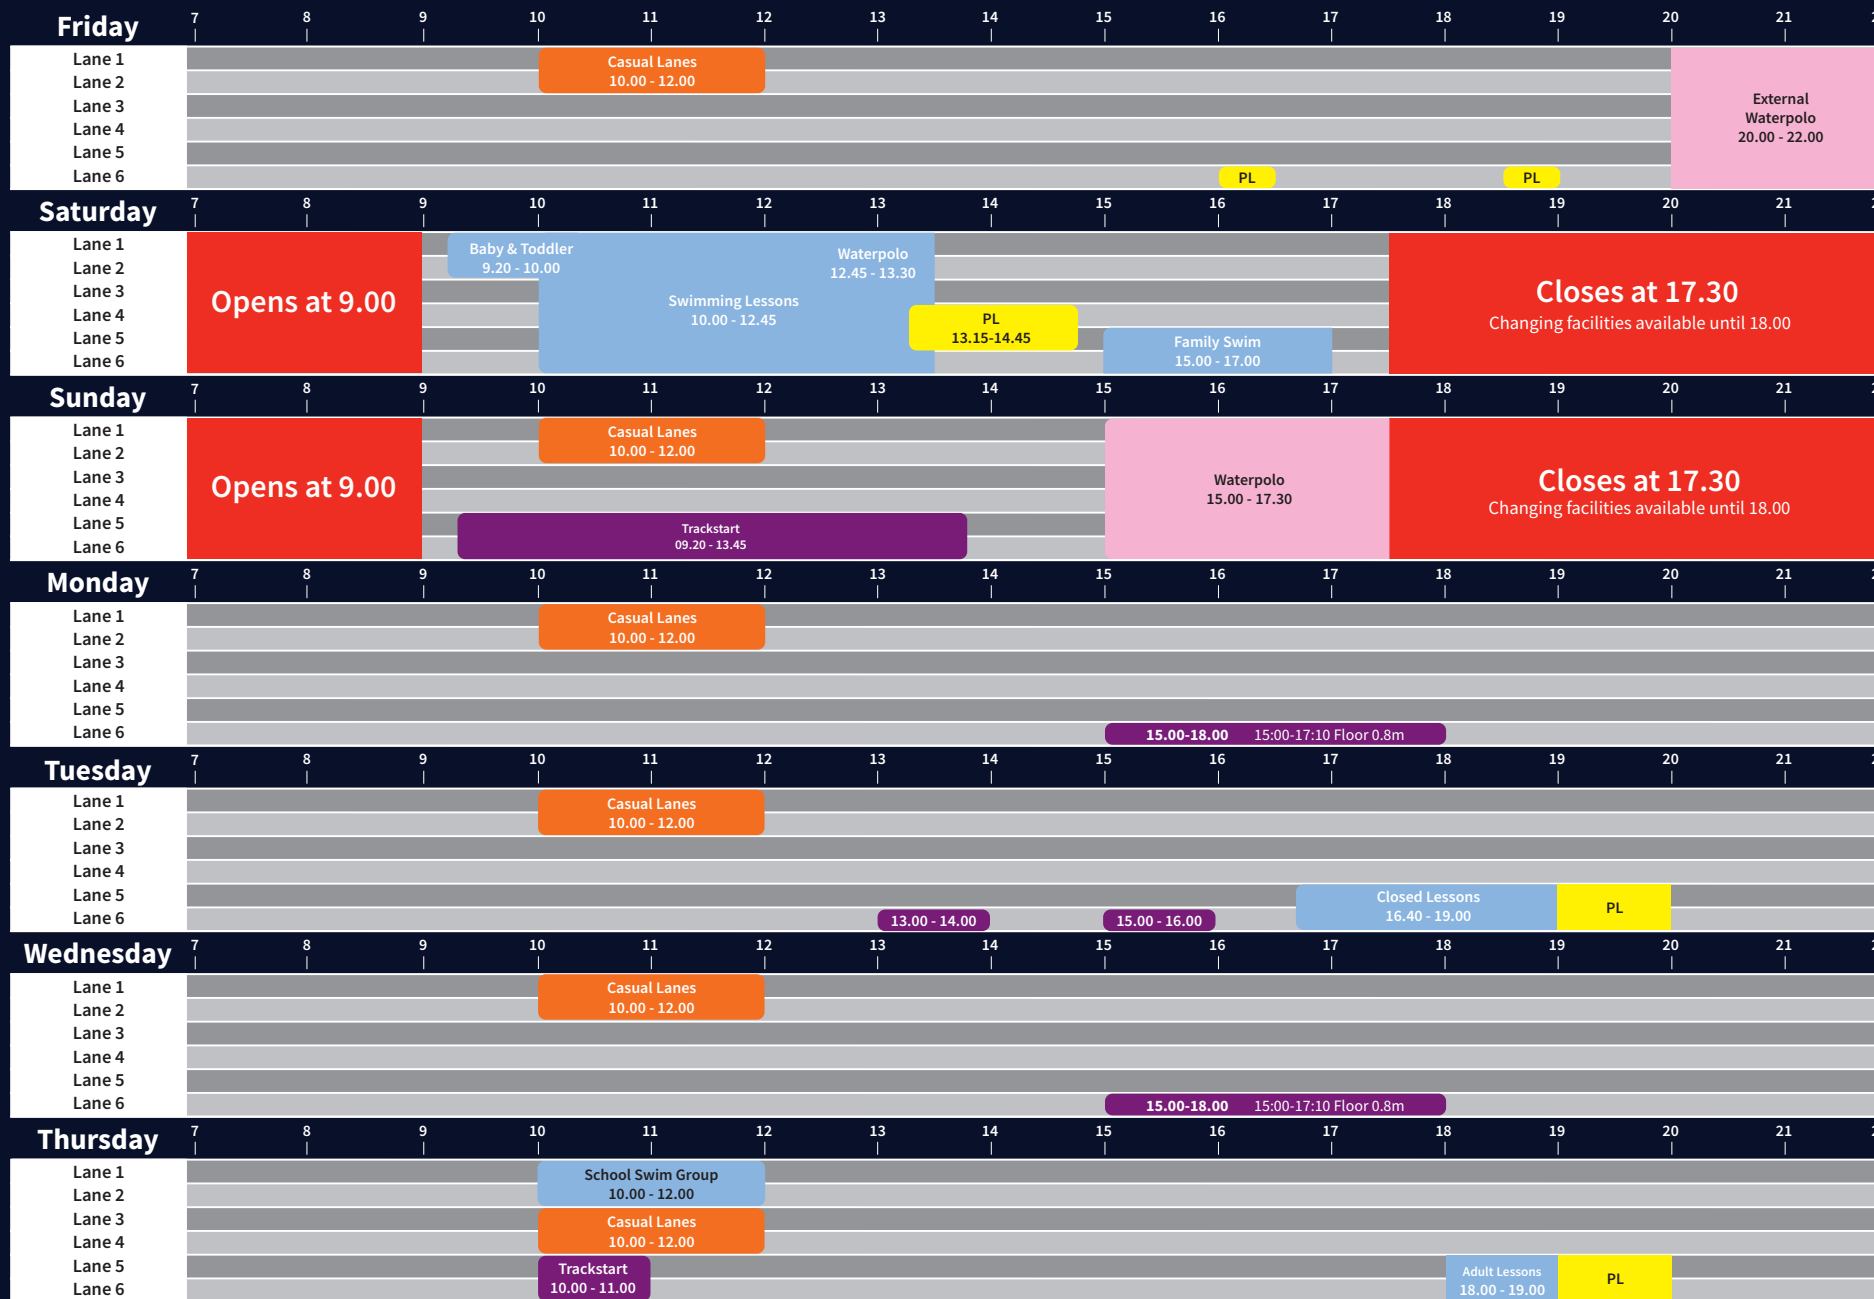 Friday 7 8 9 10 11 12 13 14 15 16 17 18 19 20 21
Lane 1
Lane 2
Lane 3
Lane 4
Lane 5
Lane 6
Casual Lanes
10.00 - 12.00
External
Waterpolo
20.00 - 22.00
PL
PL
Saturday 7 8 9 10 11 12 13 14 15 16 17 18 19 20 21
Lane 1
Lane 2
Lane 3
Lane 4
Lane 5
Lane 6
Opens at 9.00
Baby & Toddler
9.20 - 10.00
Swimming Lessons
10.00 - 12.45
Waterpolo
12.45 - 13.30
PL
13.15-14.45
Family Swim
15.00 - 17.00
Closes at 17.30
Changing facilities available until 18.00
Sunday 7 8 9 10 11 12 13 14 15 16 17 18 19 20 21
Lane 1
Lane 2
Lane 3
Lane 4
Lane 5
Lane 6
Opens at 9.00
Casual Lanes
10.00 - 12.00
Trackstart
09.20 - 13.45
Waterpolo
15.00 - 17.30
Closes at 17.30
Changing facilities available until 18.00
Monday 7 8 9 10 11 12 13 14 15 16 17 18 19 20 21
Lane 1
Lane 2
Lane 3
Lane 4
Lane 5
Lane 6
Casual Lanes
10.00 - 12.00
15.00-18.00 15:00-17:10 Floor 0.8m
Tuesday 7 8 9 10 11 12 13 14 15 16 17 18 19 20 21
Lane 1
Lane 2
Lane 3
Lane 4
Lane 5
Lane 6
Casual Lanes
10.00 - 12.00
13.00 - 14.00
15.00 - 16.00
Closed Lessons
16.40 - 19.00
PL
Wednesday 7 8 9 10 11 12 13 14 15 16 17 18 19 20 21
Lane 1
Lane 2
Lane 3
Lane 4
Lane 5
Lane 6
Casual Lanes
10.00 - 12.00
15.00-18.00 15:00-17:10 Floor 0.8m
Thursday 7 8 9 10 11 12 13 14 15 16 17 18 19 20 21
Lane 1
Lane 2
Lane 3
Lane 4
Lane 5
Lane 6
School Swim Group
10.00 - 12.00
Casual Lanes
10.00 - 12.00
Trackstart
10.00 - 11.00
Adult Lessons
18.00 - 19.00
PL